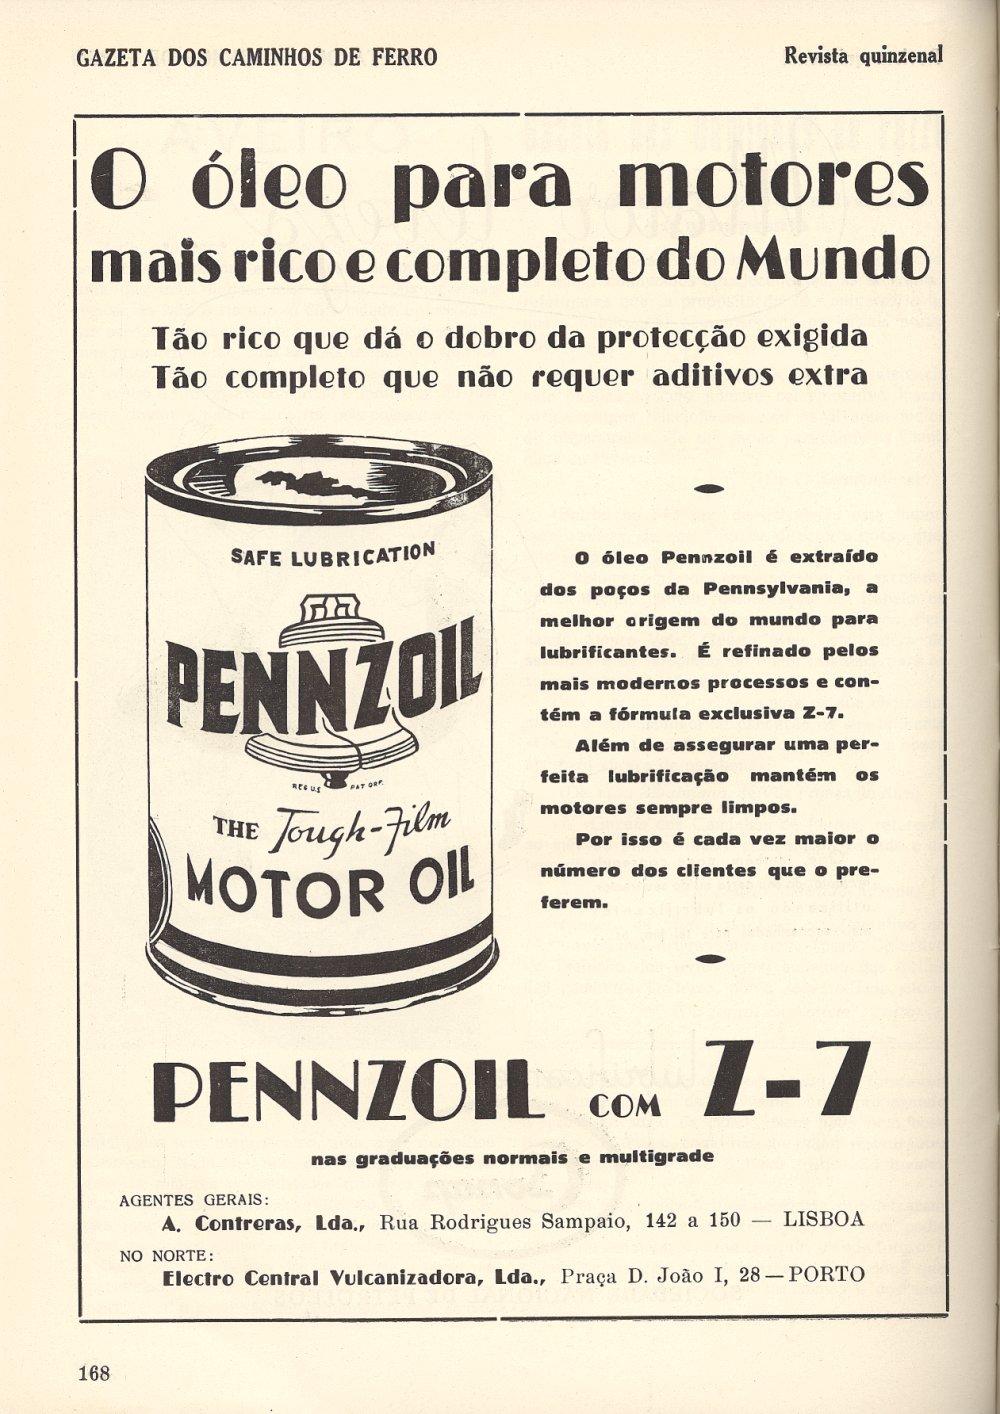 GAZETA DOS CAMINHOS DE FERRO
Revista quinzenal
O óleo para motores
mais rico e completo do Mundo
Tão rico que dá o dobro da protecção exigida
Tão completo que não requer aditivos extra
SAFE LUBRICATION
PENNZOIL
REG U.S PAT OFF.
THE Tough-Film
MOTOR OIL
O óleo Pennzoil é extraído
dos poços da Pennsylvania, a
melhor origem do mundo para
lubrificantes. É refinado pelos
mais modernos processos e con-
tém a fórmula exclusiva Z-7.
Além de assegurar uma per-
feita lubrificação mantém os
motores sempre limpos.
Por isso é cada vez maior o
número dos clientes que o pre-
ferem.
PENNZOIL COM Z-7
nas graduações normais e multigrade
AGENTES GERAIS:
A. Contreras, Lda., Rua Rodrigues Sampaio, 142 a 150 — LISBOA
NO NORTE:
Electro Central Vulcanizadora, Lda., Praça D. João I, 28 — PORTO
168